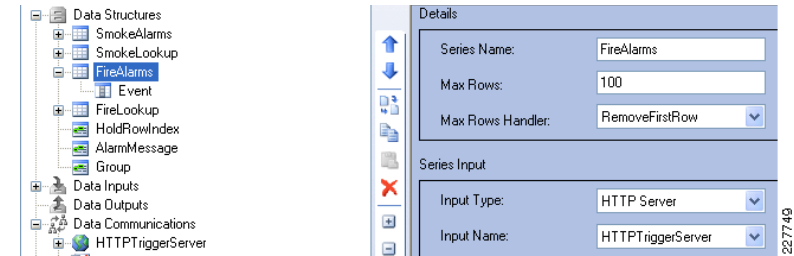 Data Structures
SmokeAlarms
SmokeLookup
FireAlarms
Event
FireLookup
HoldRowIndex
AlarmMessage
Group
Data Inputs
Data Outputs
Data Communications
HTTPTriggerServer
Details
Series Name: FireAlarms
Max Rows: 100
Max Rows Handler: RemoveFirstRow
Series Input
Input Type: HTTP Server
Input Name: HTTPTriggerServer
227749